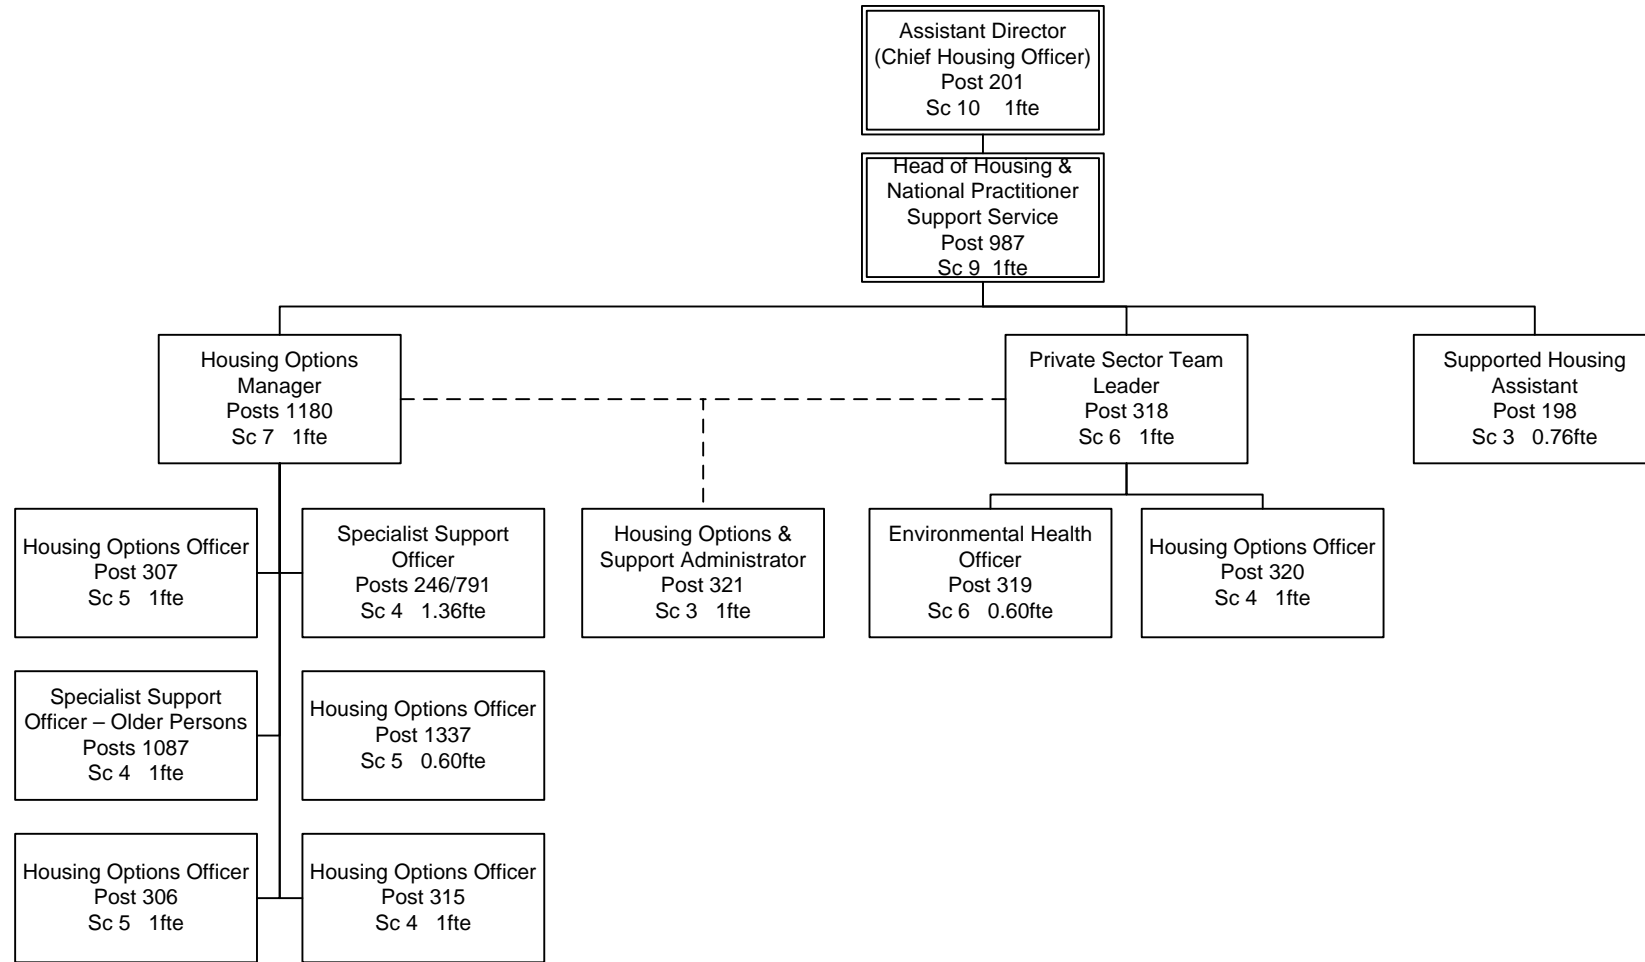 Assistant Director
(Chief Housing Officer)
Post 201
Sc 10 1fte
Head of Housing &
National Practitioner
Support Service
Post 987
Sc 9 1fte
Housing Options
Manager
Posts 1180
Sc 7 1fte
Private Sector Team
Leader
Post 318
Sc 6 1fte
Supported Housing
Assistant
Post 198
Sc 3 0.76fte
Housing Options Officer
Post 307
Sc 5 1fte
Specialist Support
Officer
Posts 246/791
Sc 4 1.36fte
Housing Options &
Support Administrator
Post 321
Sc 3 1fte
Environmental Health
Officer
Post 319
Sc 6 0.60fte
Housing Options Officer
Post 320
Sc 4 1fte
Specialist Support
Officer – Older Persons
Posts 1087
Sc 4 1fte
Housing Options Officer
Post 1337
Sc 5 0.60fte
Housing Options Officer
Post 306
Sc 5 1fte
Housing Options Officer
Post 315
Sc 4 1fte